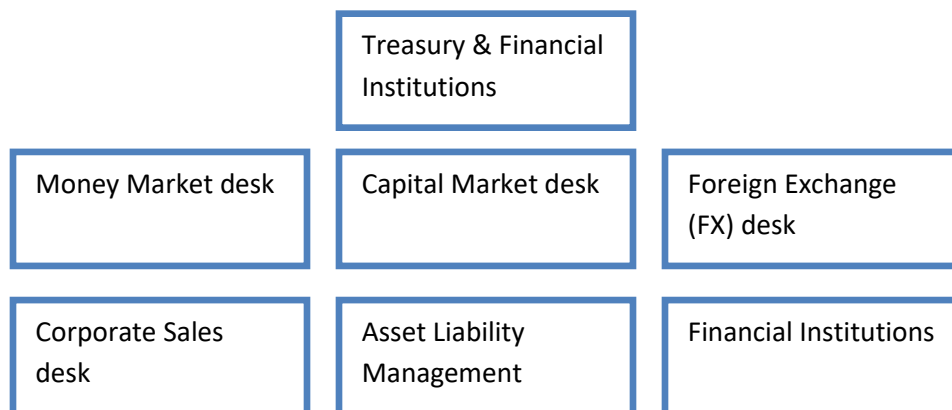 Treasury & Financial
Institutions
Money Market desk
Capital Market desk
Foreign Exchange
(FX) desk
Corporate Sales
desk
Asset Liability
Management
Financial Institutions